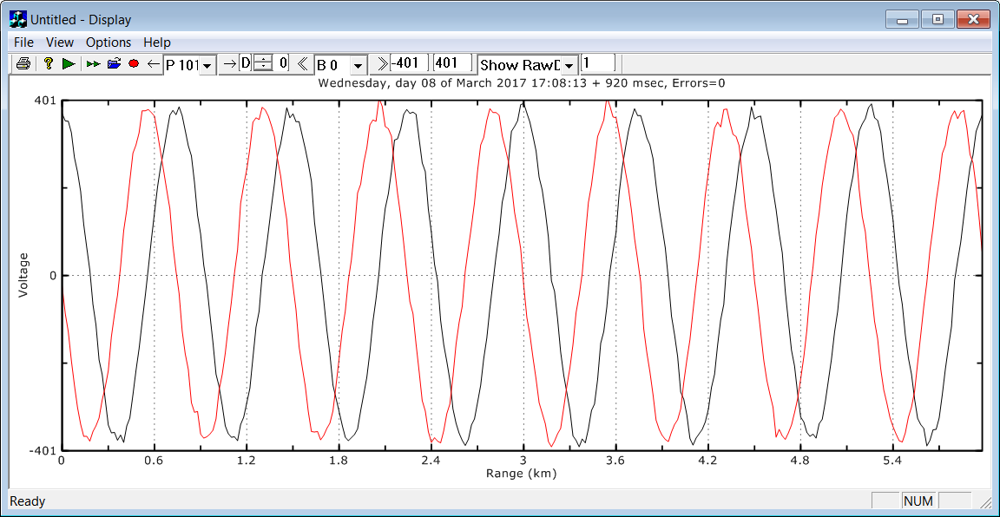 Untitled - Display
File View Options Help
P 101 D 0 B 0 -401 401 Show RawD 1
Wednesday, day 08 of March 2017 17:08:13 + 920 msec, Errors=0
401
Voltage
0
-401
0 0.6 1.2 1.8 2.4 3 3.6 4.2 4.8 5.4
Range (km)
Ready NUM